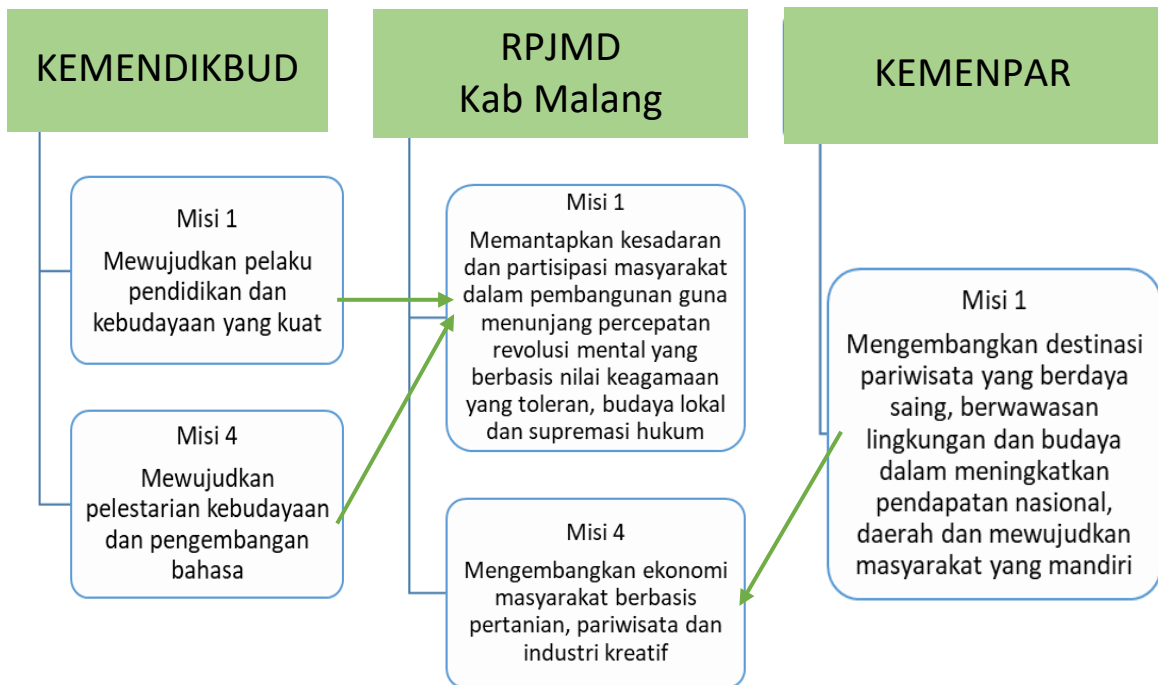 KEMENDIKBUD
Misi 1
Mewujudkan pelaku
pendidikan dan
kebudayaan yang kuat
Misi 4
Mewujudkan
pelestarian kebudayaan
dan pengembangan
bahasa
RPJMD
Kab Malang
Misi 1
Memantapkan kesadaran
dan partisipasi masyarakat
dalam pembangunan guna
menunjang percepatan
revolusi mental yang
berbasis nilai keagamaan
yang toleran, budaya lokal
dan supremasi hukum
Misi 4
Mengembangkan ekonomi
masyarakat berbasis
pertanian, pariwisata dan
industri kreatif
KEMENPAR
Misi 1
Mengembangkan destinasi
pariwisata yang berdaya
saing, berwawasan
lingkungan dan budaya
dalam meningkatkan
pendapatan nasional,
daerah dan mewujudkan
masyarakat yang mandiri